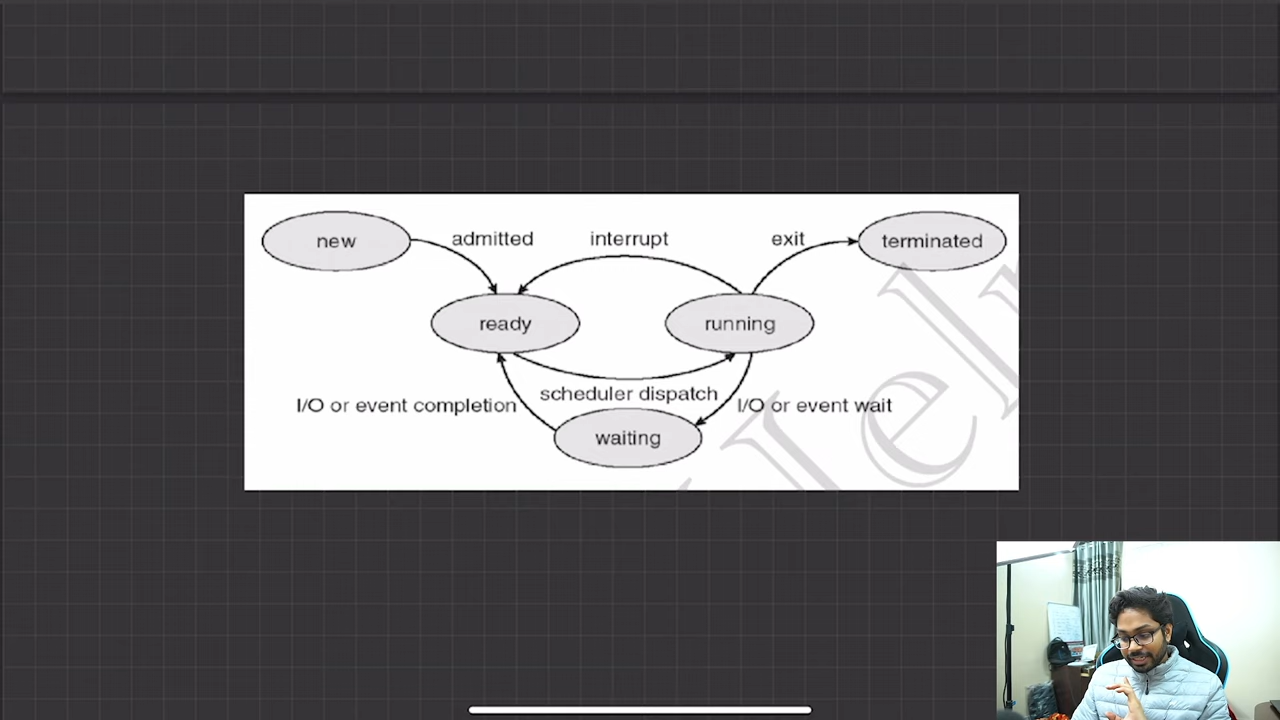 new
admitted
interrupt
exit
terminated
ready
running
scheduler dispatch
I/O or event completion
I/O or event wait
waiting